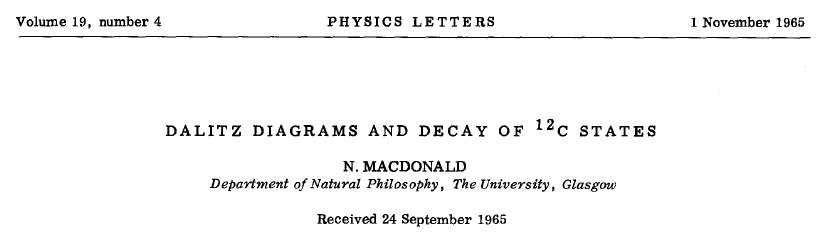 Volume 19, number 4 PHYSICS LETTERS 1 November 1965
DALITZ DIAGRAMS AND DECAY OF ¹²C STATES
N. MACDONALD
Department of Natural Philosophy, The University, Glasgow
Received 24 September 1965